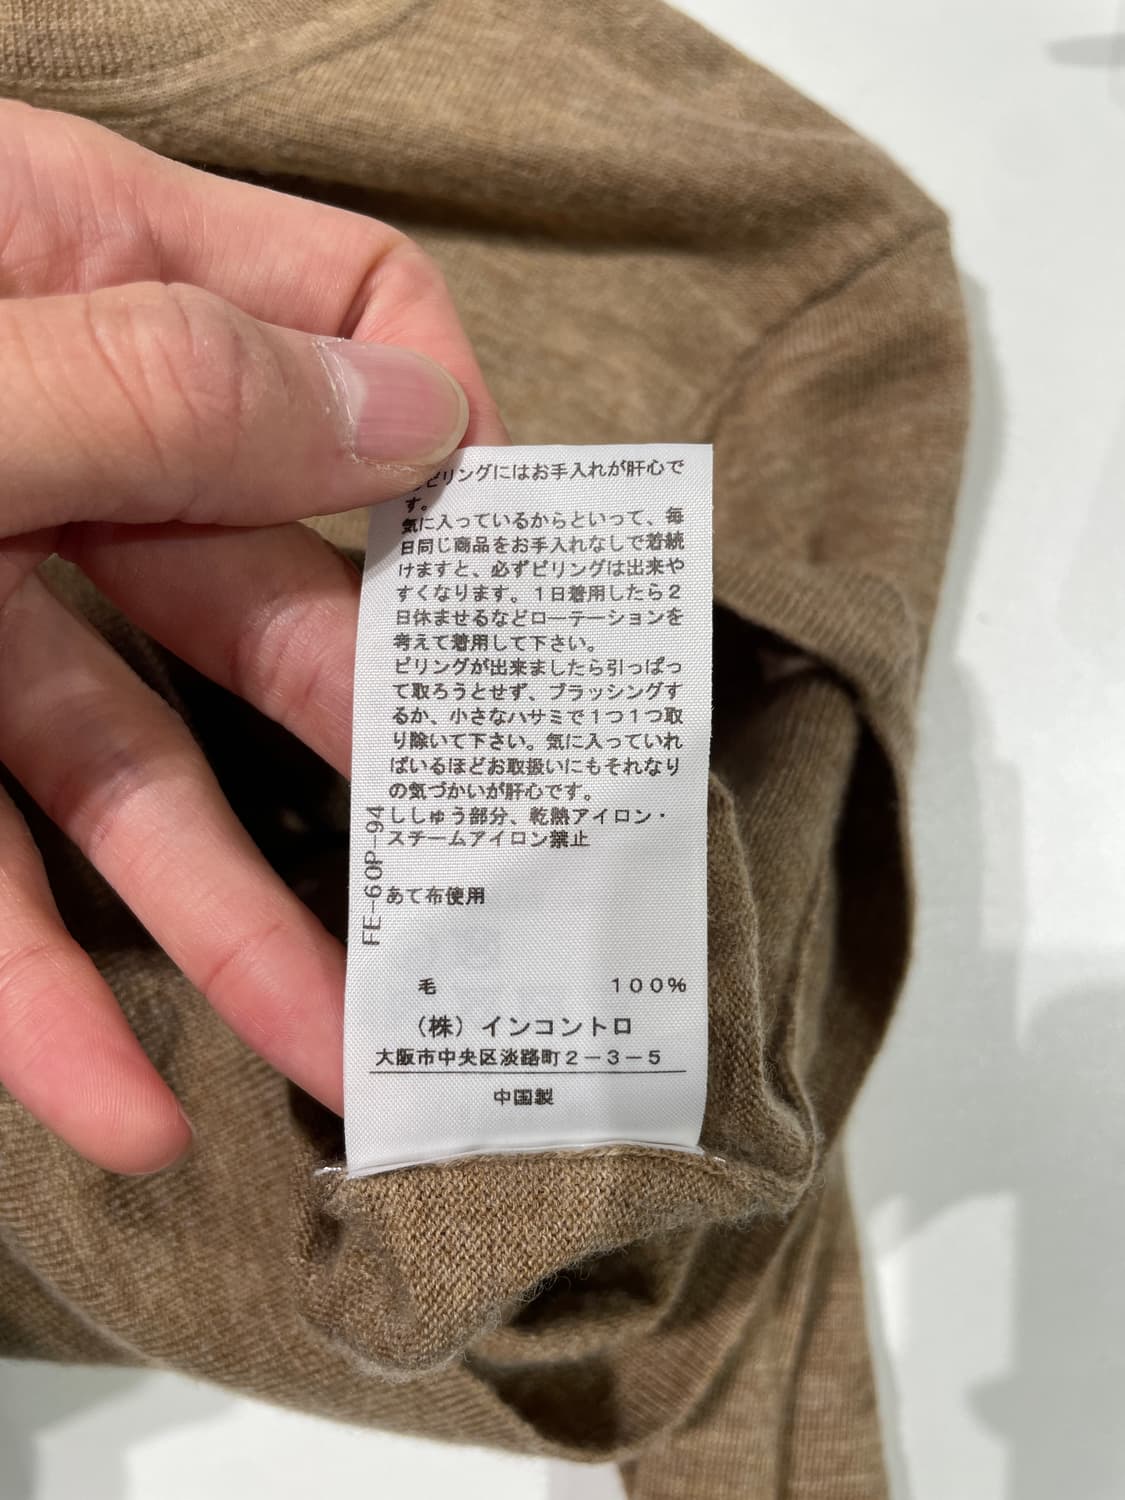 ピリングにはお手入れが肝心で
す。
気に入っているからといって、毎
日同じ商品をお手入れなしで着続
けますと、必ずピリングは出来や
すくなります。1日着用したら2
日休ませるなどローテーションを
考えて着用して下さい。
ピリングが出来ましたら引っぱっ
て取ろうとせず、ブラッシングす
るか、小さなハサミで1つ1つ取
り除いて下さい。気に入っていれ
ばいるほどお取扱いにもそれなり
の気づかいが肝心です。
ししゅう部分、乾熱アイロン・
スチームアイロン禁止
あて布使用
FE-60P-94
毛 100%
(株)インコントロ
大阪市中央区淡路町2-3-5
中国製